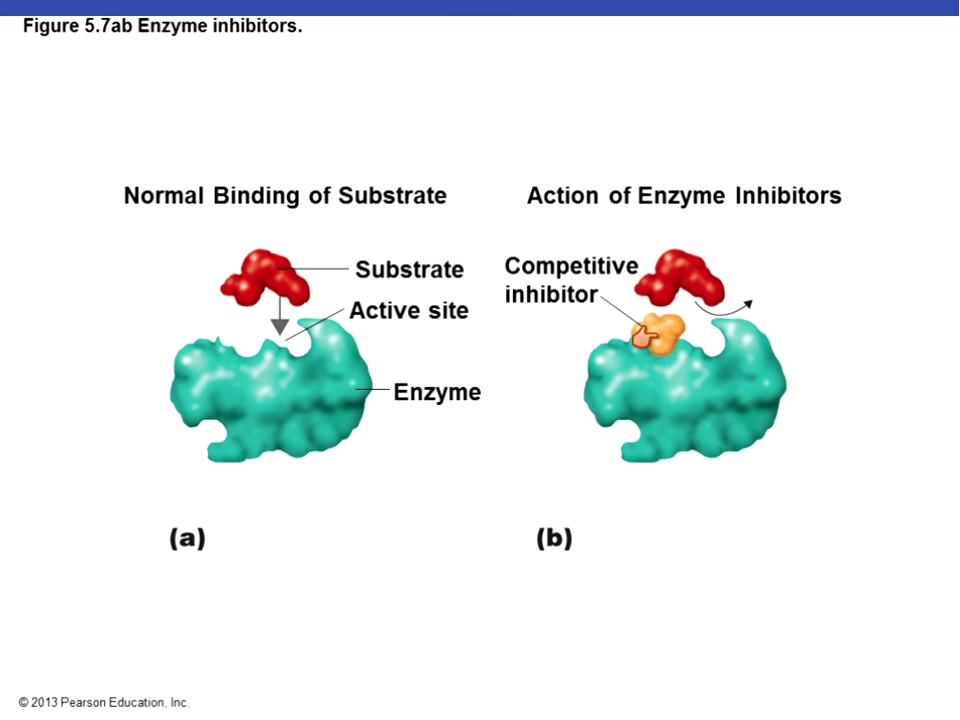 Figure 5.7ab Enzyme inhibitors.
Normal Binding of Substrate
Action of Enzyme Inhibitors
Substrate
Active site
Enzyme
Competitive
inhibitor
(a)
(b)
© 2013 Pearson Education, Inc.